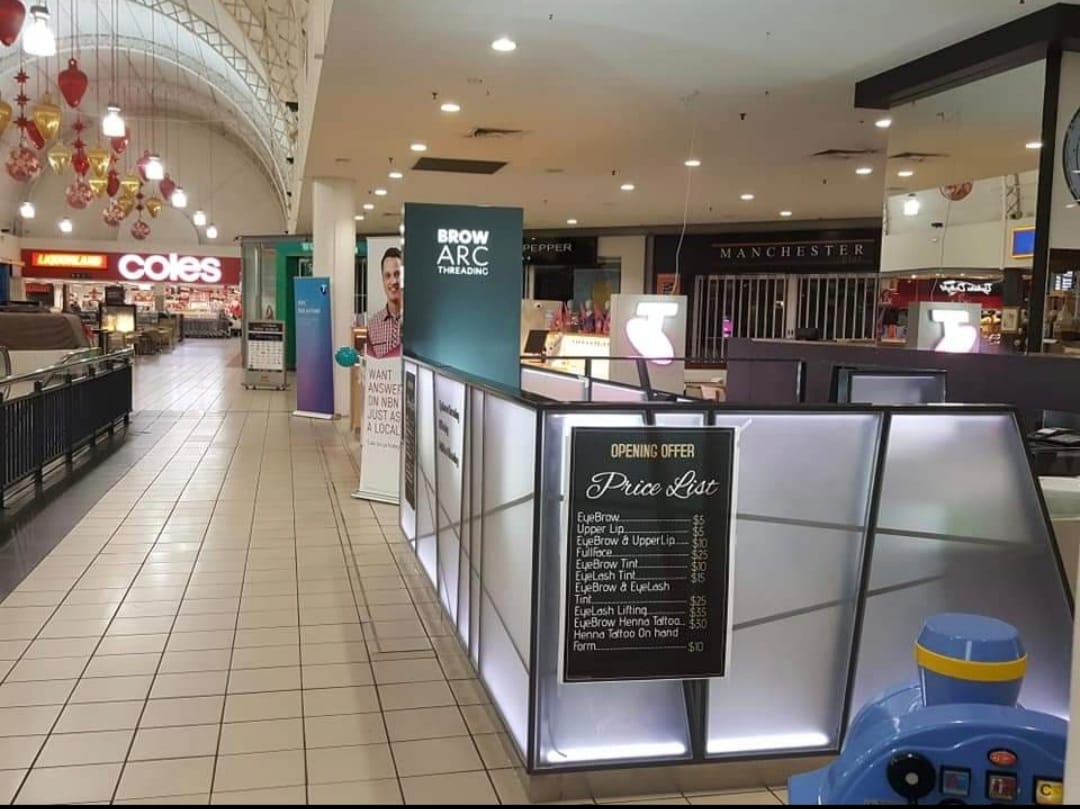 LIQUORLAND
coles
BROW
ARC
THREADING
PEPPER
MANCHESTER
T
T
WANT
ANSWE
ON NBN
JUST AS
A LOCAL
OPENING OFFER
Price List
EyeBrow.......................$5
Upper Lip.....................$5
EyeBrow & UpperLip....$10
Fullface.......................$25
EyeBrow Tint................$10
EyeLash Tint.................$15
EyeBrow & EyeLash
Tint..............................$25
EyeLash Lifting.............$35
EyeBrow Henna Tattoo...$30
Henna Tattoo On hand
Form............................$10